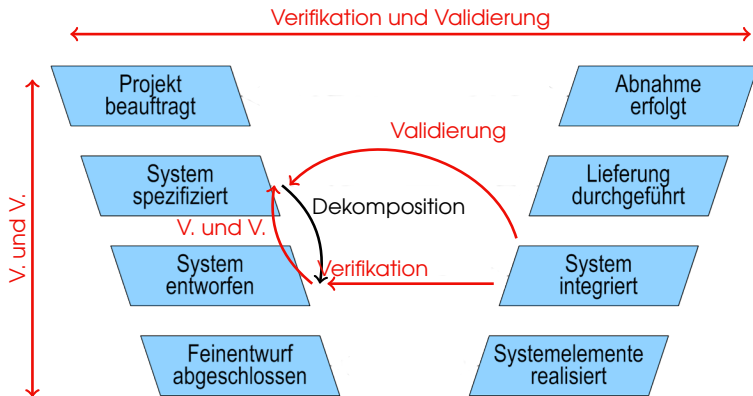 Verifikation und Validierung
Projekt
beauftragt
Abnahme
erfolgt
Validierung
System
spezifiziert
Lieferung
durchgeführt
Dekomposition
V. und V.
V. und V.
System
entworfen
Verifikation
System
integriert
Feinentwurf
abgeschlossen
Systemelemente
realisiert